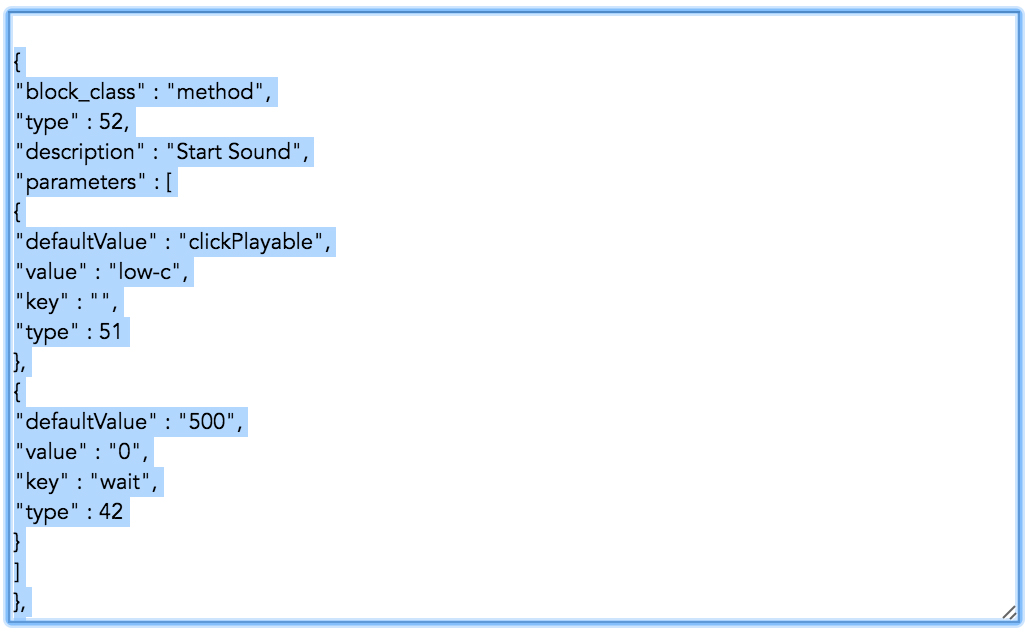 {
"block_class" : "method",
"type" : 52,
"description" : "Start Sound",
"parameters" : [
{
"defaultValue" : "clickPlayable",
"value" : "low-c",
"key" : "",
"type" : 51
},
{
"defaultValue" : "500",
"value" : "0",
"key" : "wait",
"type" : 42
}
]
},